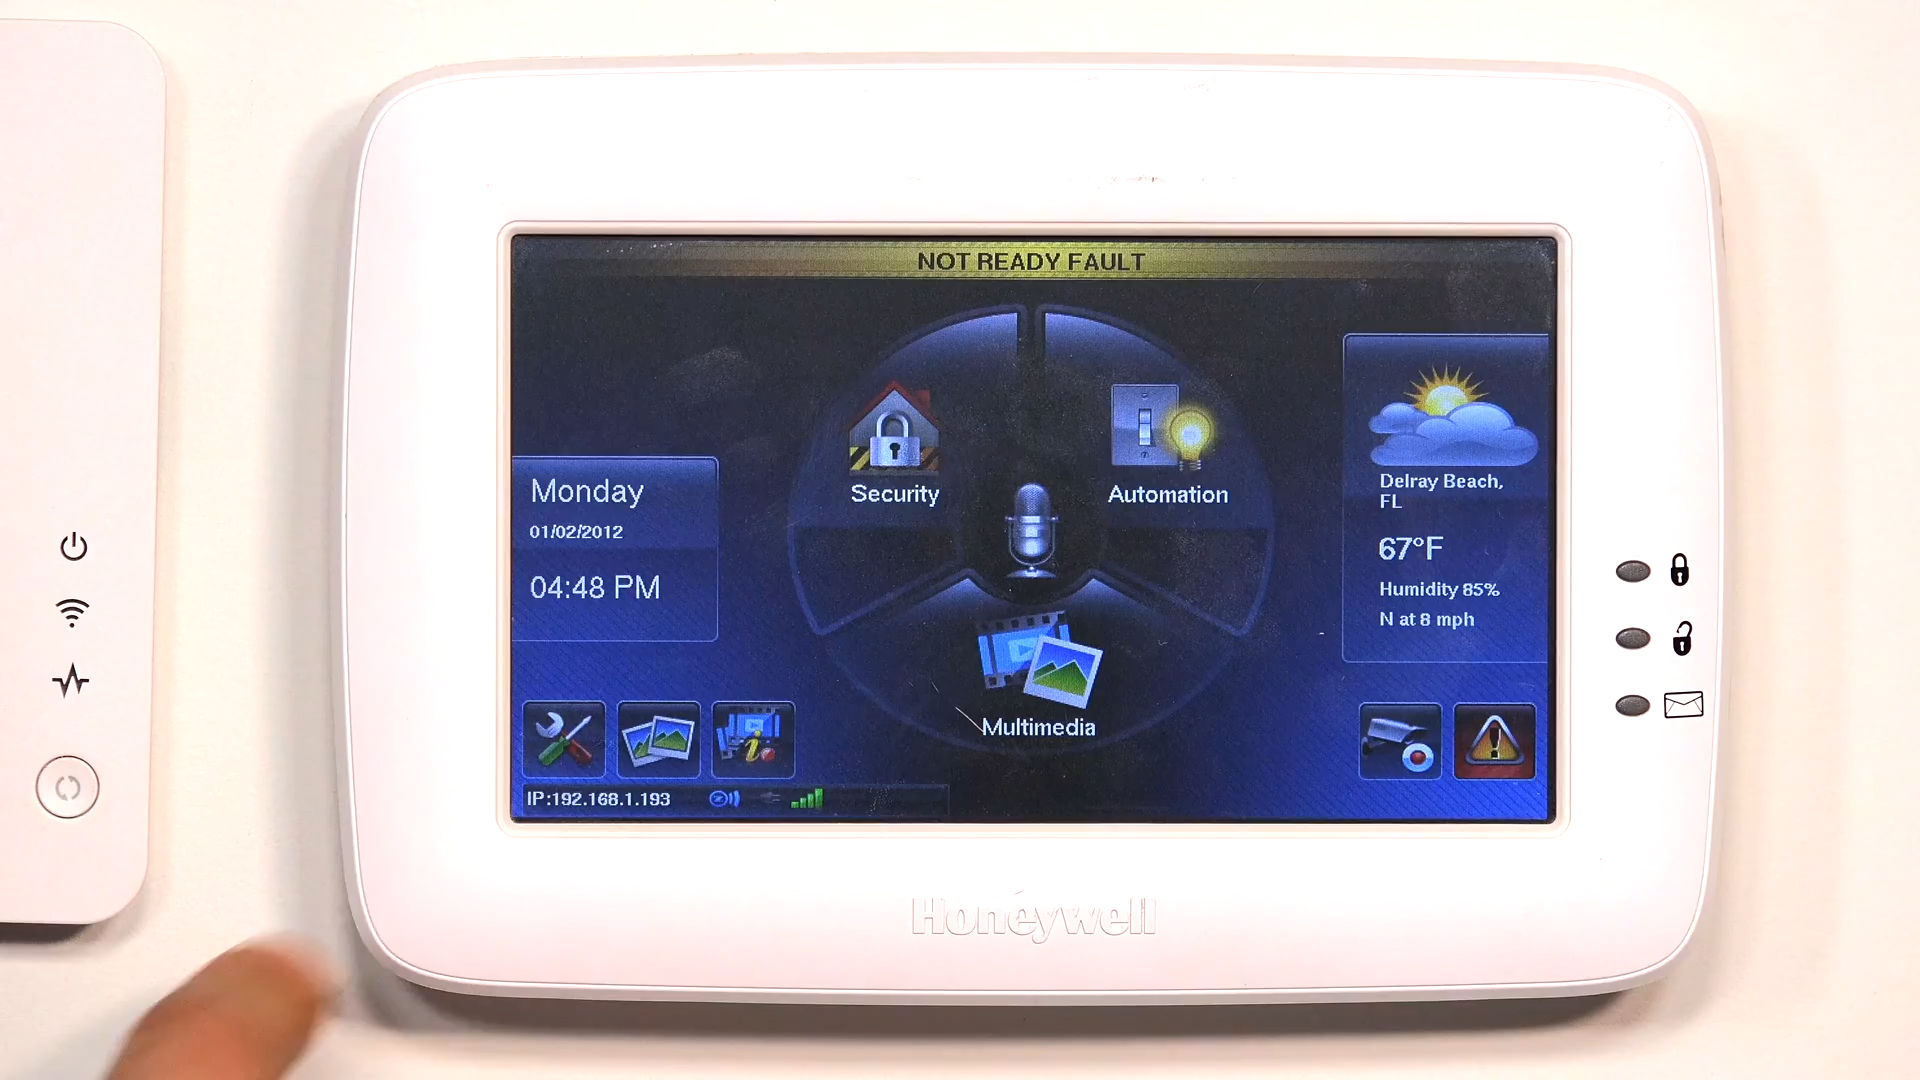 NOT READY FAULT
Monday
01/02/2012
04:48 PM
Security
Automation
Multimedia
Delray Beach,
FL
67°F
Humidity 85%
N at 8 mph
IP:192.168.1.193
Honeywell